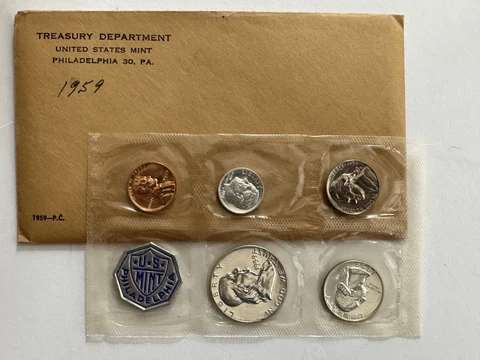 TREASURY DEPARTMENT
UNITED STATES MINT
PHILADELPHIA 30, PA.
1959
1959—P.C.
U·S
MINT
PHILADELPHIA
LIBERTY